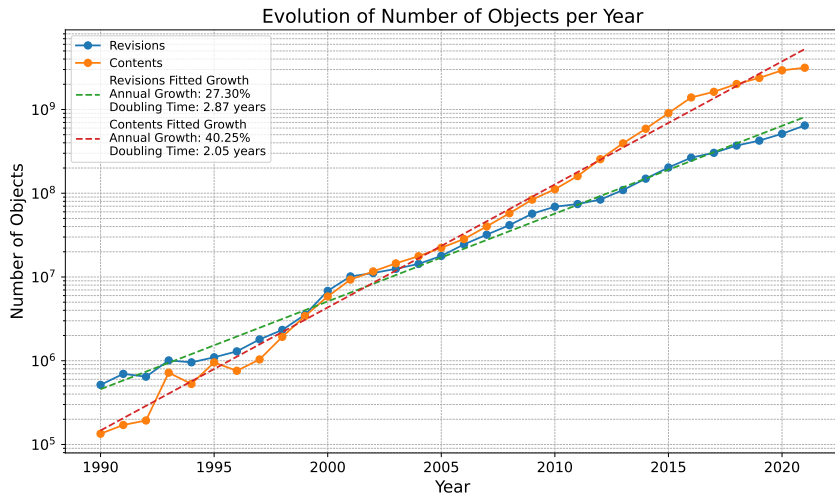 Evolution of Number of Objects per Year
Revisions
Contents
Revisions Fitted Growth
Annual Growth: 27.30%
Doubling Time: 2.87 years
Contents Fitted Growth
Annual Growth: 40.25%
Doubling Time: 2.05 years
Number of Objects
10⁹
10⁸
10⁷
10⁶
10⁵
1990 1995 2000 2005 2010 2015 2020
Year